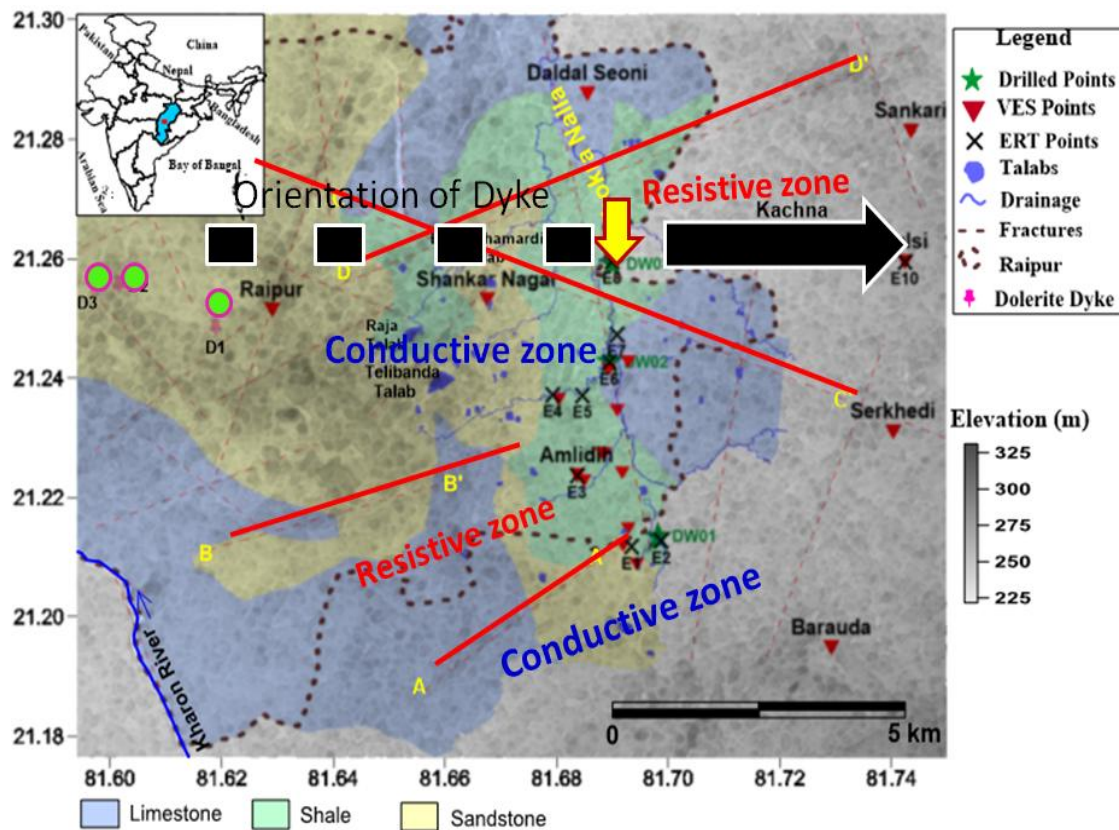 21.30
21.28
21.26
21.24
21.22
21.20
21.18
81.60
81.62
81.64
81.66
81.68
81.70
81.72
81.74
China
Pakistan
Nepal
Bangladesh
Bay of Bangal
Arabian Sea
Daldal Seoni
D'
Sankari
Resistive zone
Kachna
Orientation of Dyke
D
Shankar Nagar
Raipur
D3
D1
E10
Raja
Talab
Telibanda
Talab
Conductive zone
DW02
E6
E4
E5
C'
Serkhedi
Amlidih
E3
B
B'
Resistive zone
DW01
E2
A
Conductive zone
Barauda
Kharon River
0
5 km
Legend
Drilled Points
VES Points
ERT Points
Talabs
Drainage
Fractures
Raipur
Dolerite Dyke
Elevation (m)
325
300
275
250
225
Limestone
Shale
Sandstone